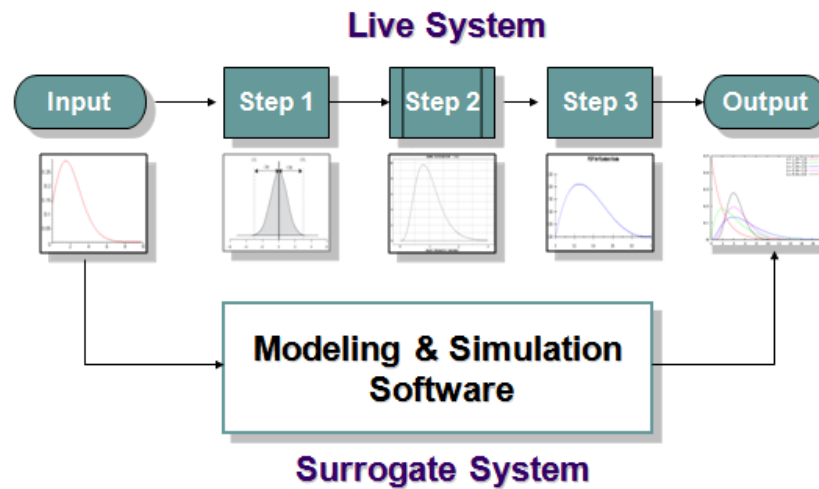 Live System
Input
Step 1
Step 2
Step 3
Output
Modeling & Simulation
Software
Surrogate System